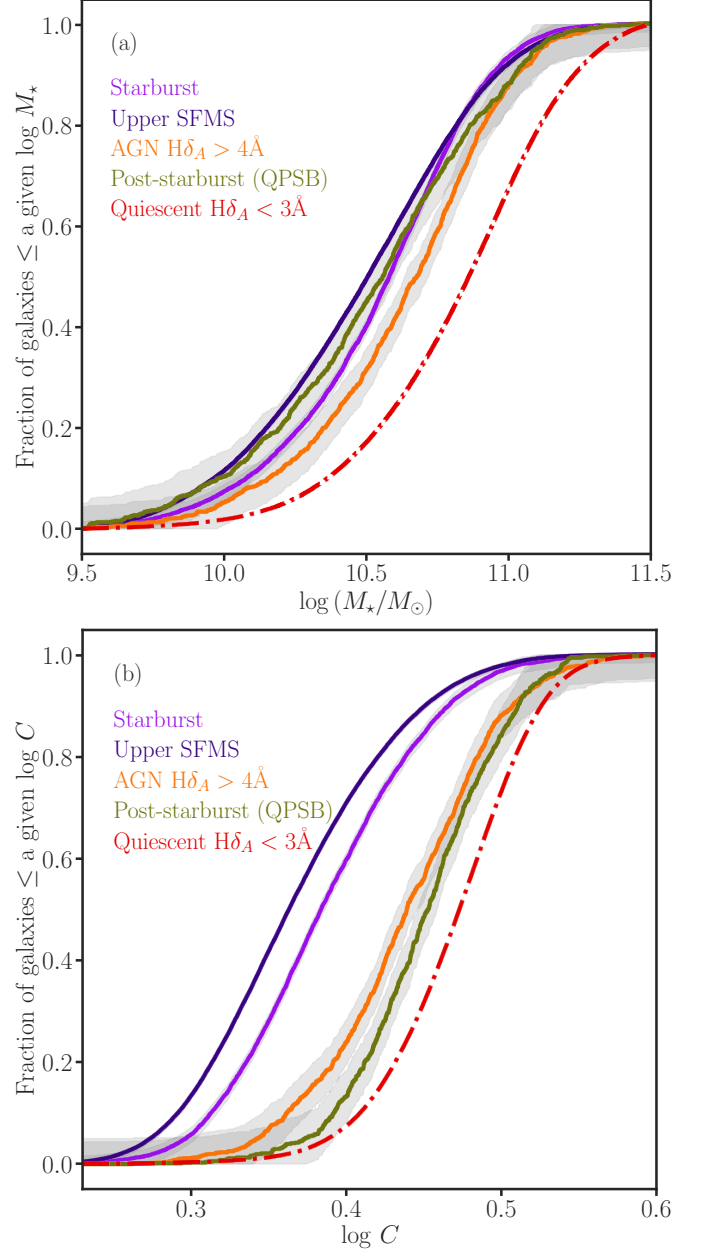 1.0
0.8
0.6
0.4
0.2
0.0
Fraction of galaxies ≤ a given log M⋆
(a)
Starburst
Upper SFMS
AGN Hδ_A > 4Å
Post-starburst (QPSB)
Quiescent Hδ_A < 3Å
9.5 10.0 10.5 11.0 11.5
log (M⋆/M⊙)
1.0
0.8
0.6
0.4
0.2
0.0
Fraction of galaxies ≤ a given log C
(b)
Starburst
Upper SFMS
AGN Hδ_A > 4Å
Post-starburst (QPSB)
Quiescent Hδ_A < 3Å
0.3 0.4 0.5 0.6
log C